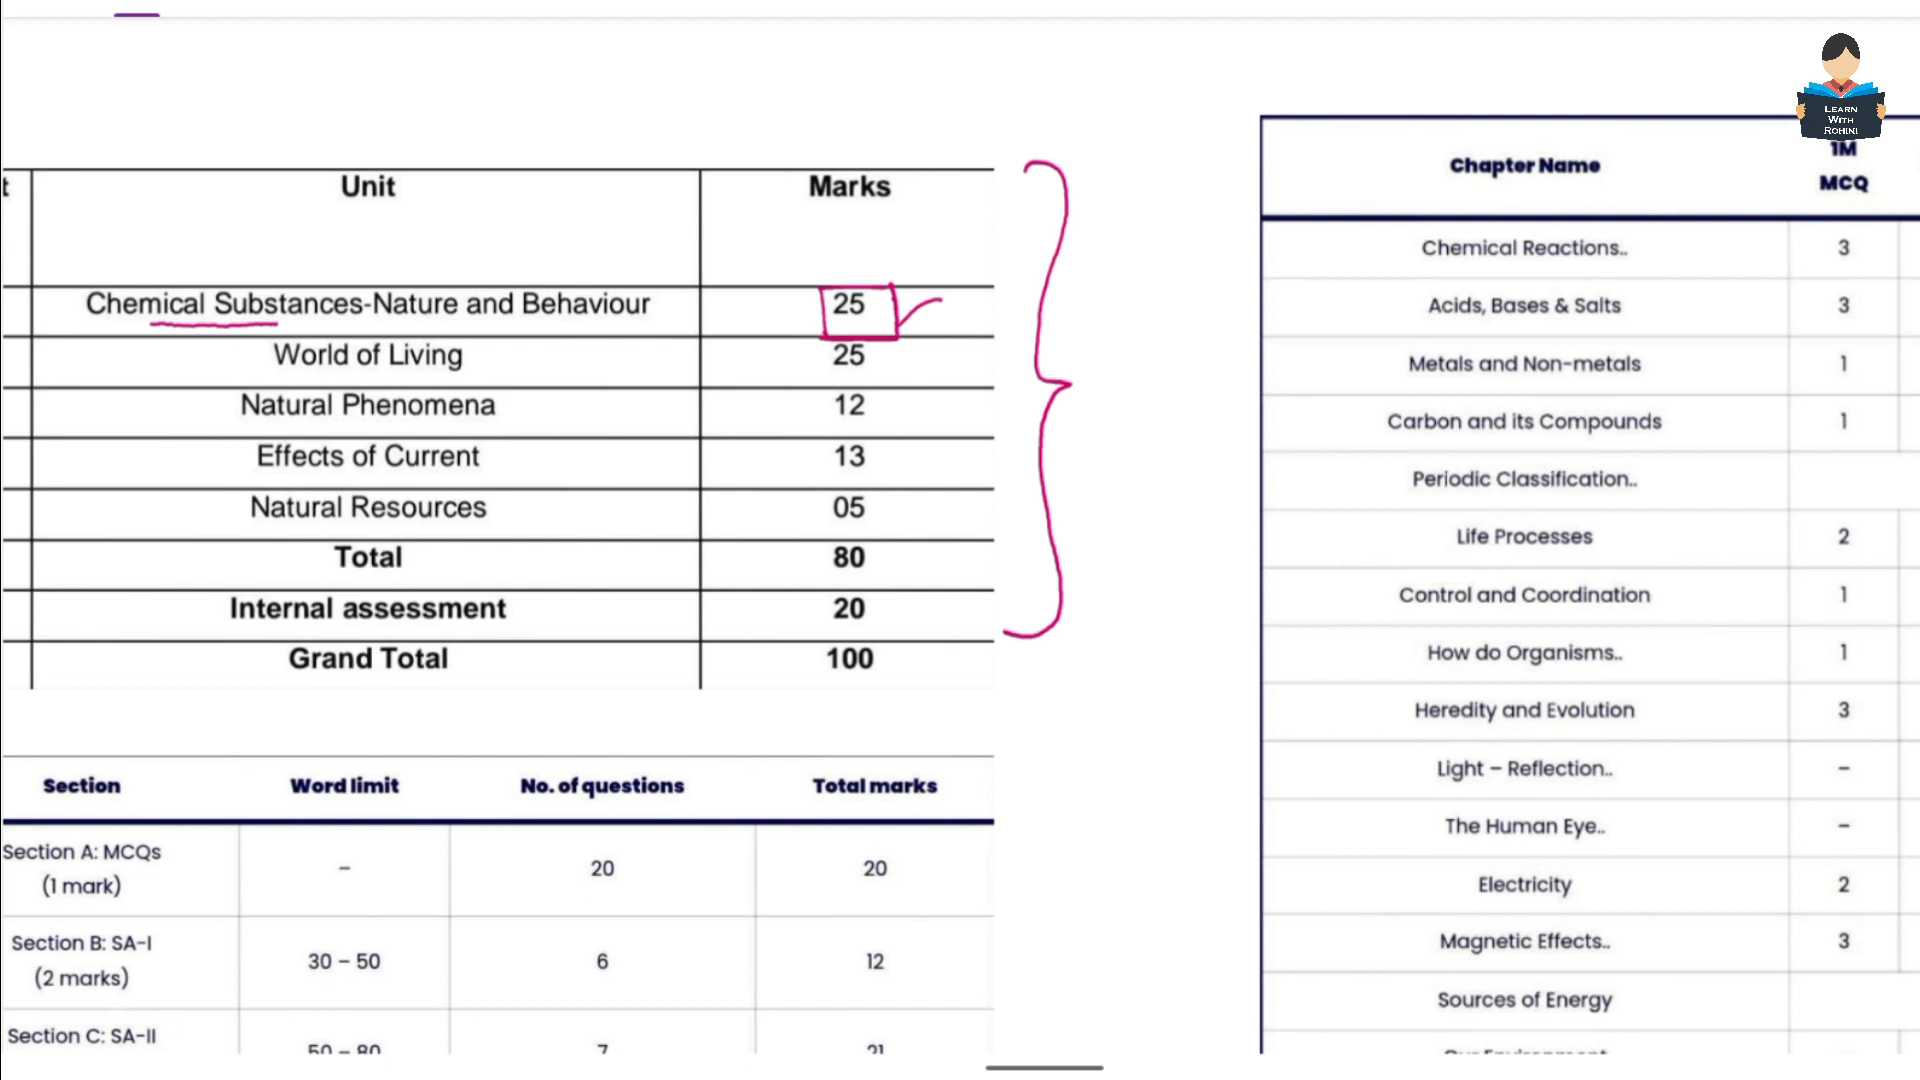 LEARN
WITH
ROHINI
t Unit Marks
Chemical Substances-Nature and Behaviour 25
World of Living 25
Natural Phenomena 12
Effects of Current 13
Natural Resources 05
Total 80
Internal assessment 20
Grand Total 100
Section Word limit No. of questions Total marks
Section A: MCQs
(1 mark) – 20 20
Section B: SA-I
(2 marks) 30 – 50 6 12
Section C: SA-II 50 – 80 7 21
Chapter Name 1M
MCQ
Chemical Reactions.. 3
Acids, Bases & Salts 3
Metals and Non-metals 1
Carbon and its Compounds 1
Periodic Classification..
Life Processes 2
Control and Coordination 1
How do Organisms.. 1
Heredity and Evolution 3
Light – Reflection.. –
The Human Eye.. –
Electricity 2
Magnetic Effects.. 3
Sources of Energy